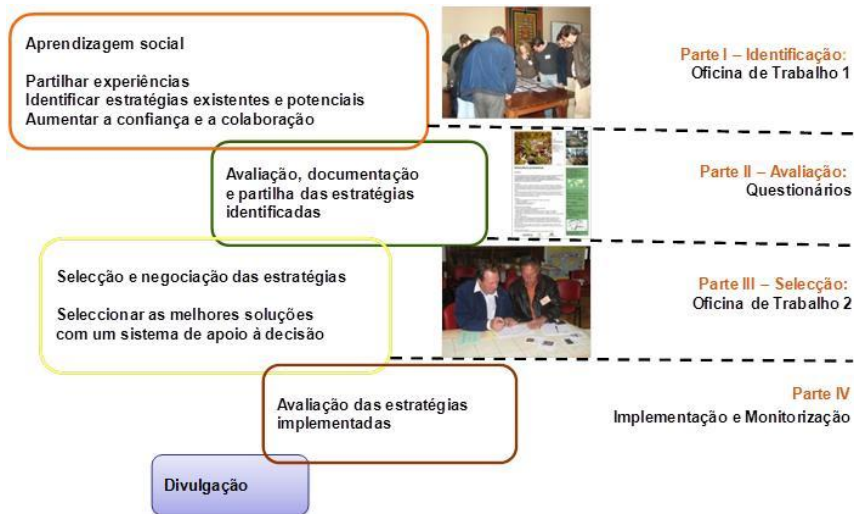 Aprendizagem social
Partilhar experiências
Identificar estratégias existentes e potenciais
Aumentar a confiança e a colaboração
Parte I – Identificação:
Oficina de Trabalho 1
Avaliação, documentação
e partilha das estratégias
identificadas
Parte II – Avaliação:
Questionários
Selecção e negociação das estratégias
Seleccionar as melhores soluções
com um sistema de apoio à decisão
Parte III – Selecção:
Oficina de Trabalho 2
Avaliação das estratégias
implementadas
Parte IV
Implementação e Monitorização
Divulgação